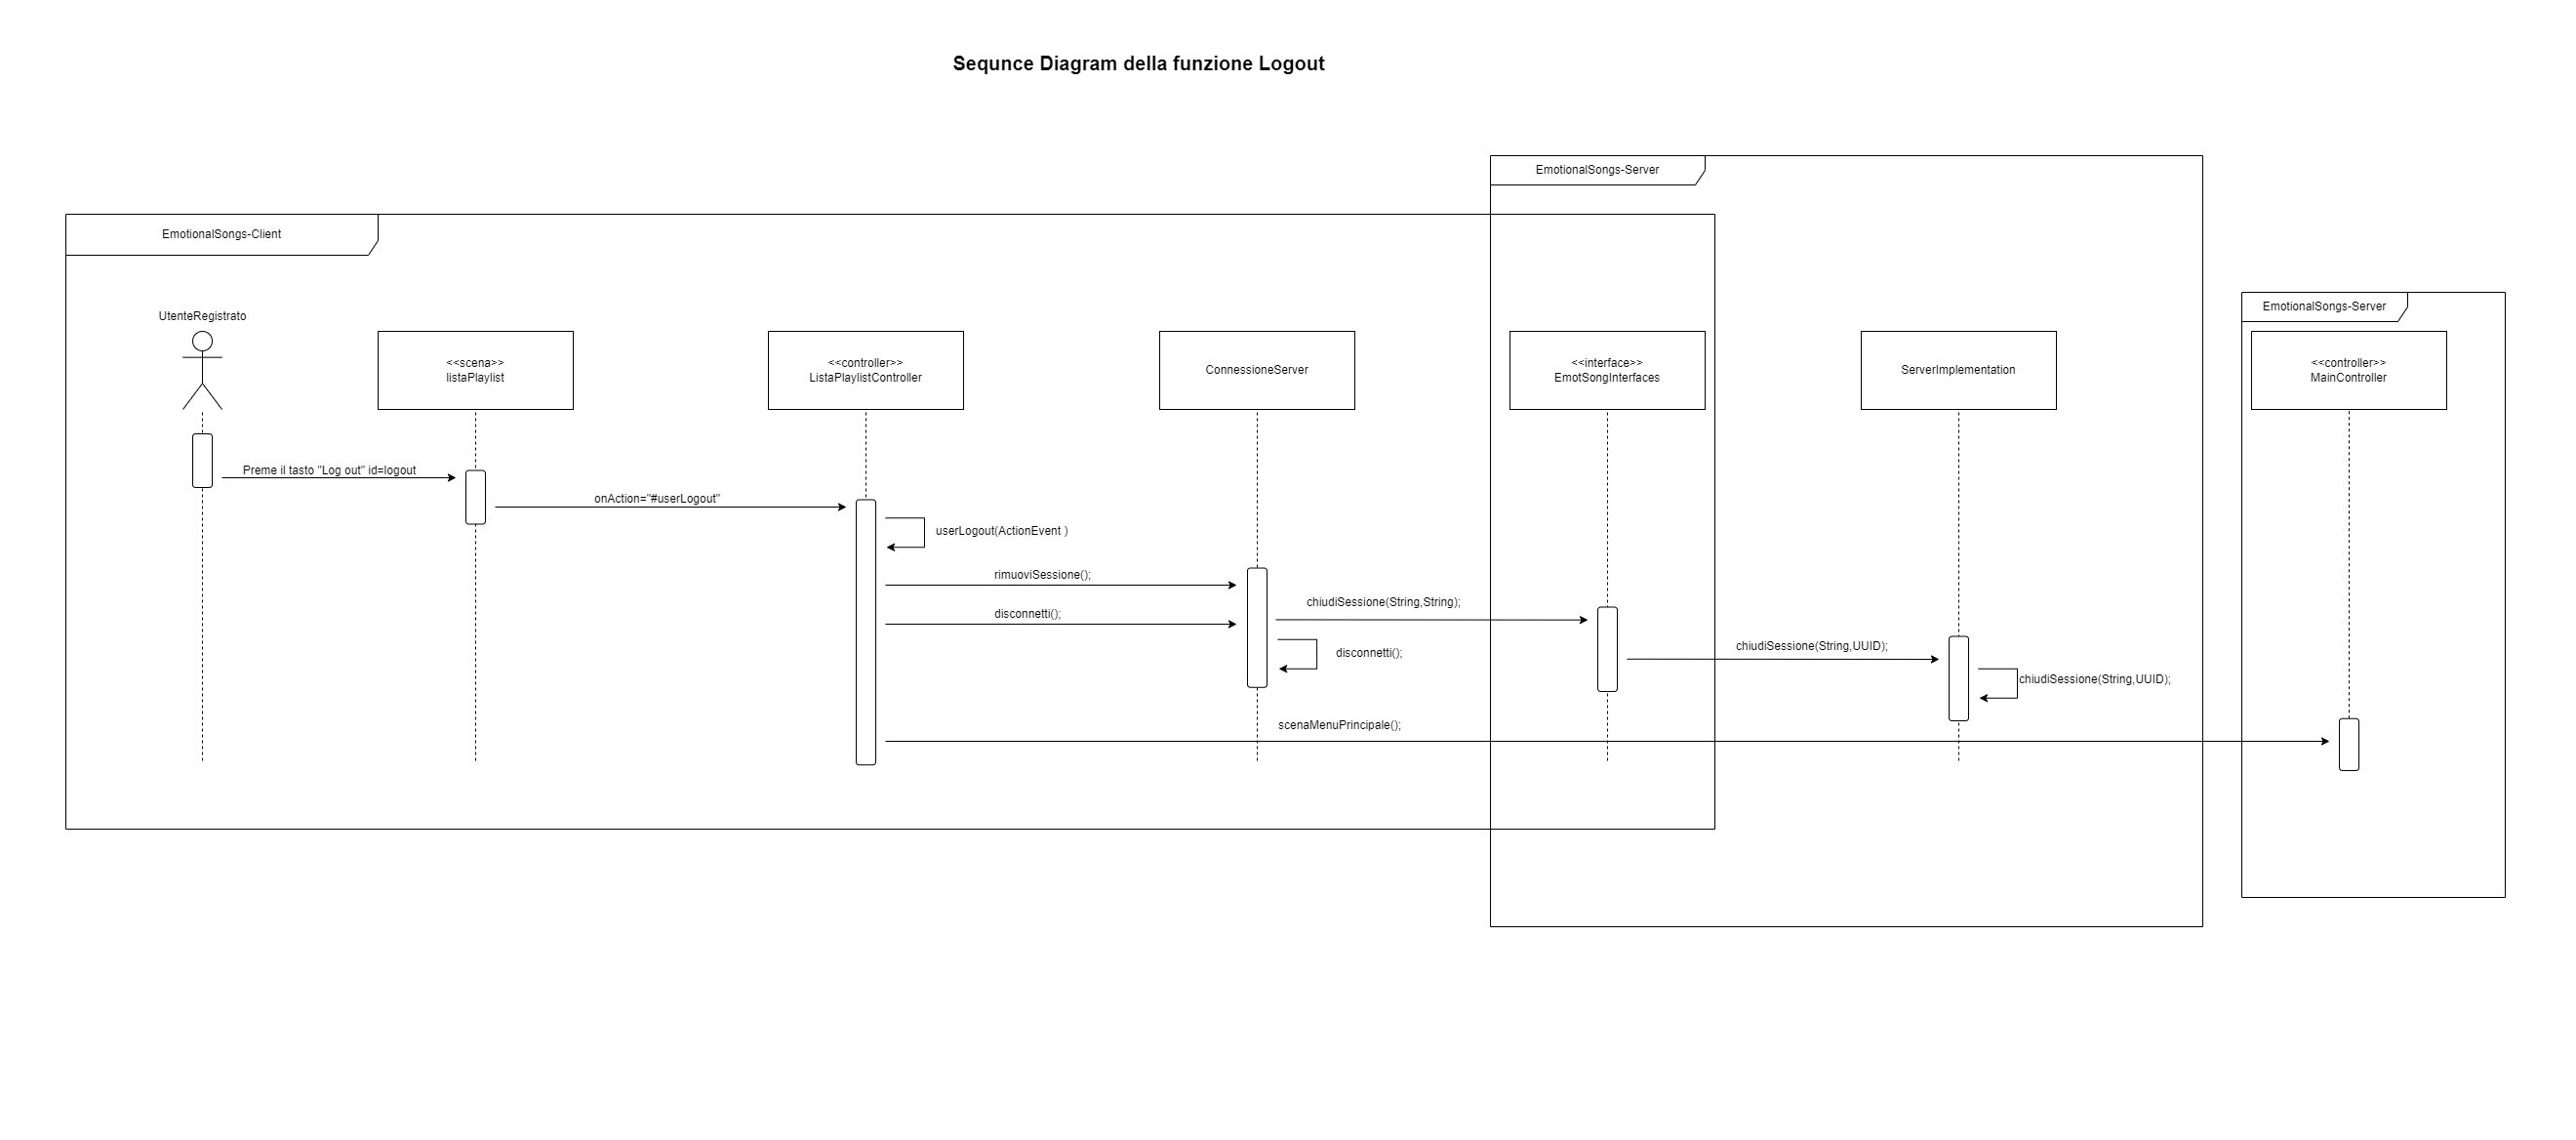 Sequnce Diagram della funzione Logout
EmotionalSongs-Server
EmotionalSongs-Client
EmotionalSongs-Server
UtenteRegistrato
<<scena>>
listaPlaylist
<<controller>>
ListaPlaylistController
ConnessioneServer
<<interface>>
EmotSongInterfaces
ServerImplementation
<<controller>>
MainController
Preme il tasto "Log out" id=logout
onAction="#userLogout"
userLogout(ActionEvent )
rimuoviSessione();
chiudiSessione(String,String);
disconnetti();
chiudiSessione(String,UUID);
disconnetti();
chiudiSessione(String,UUID);
scenaMenuPrincipale();